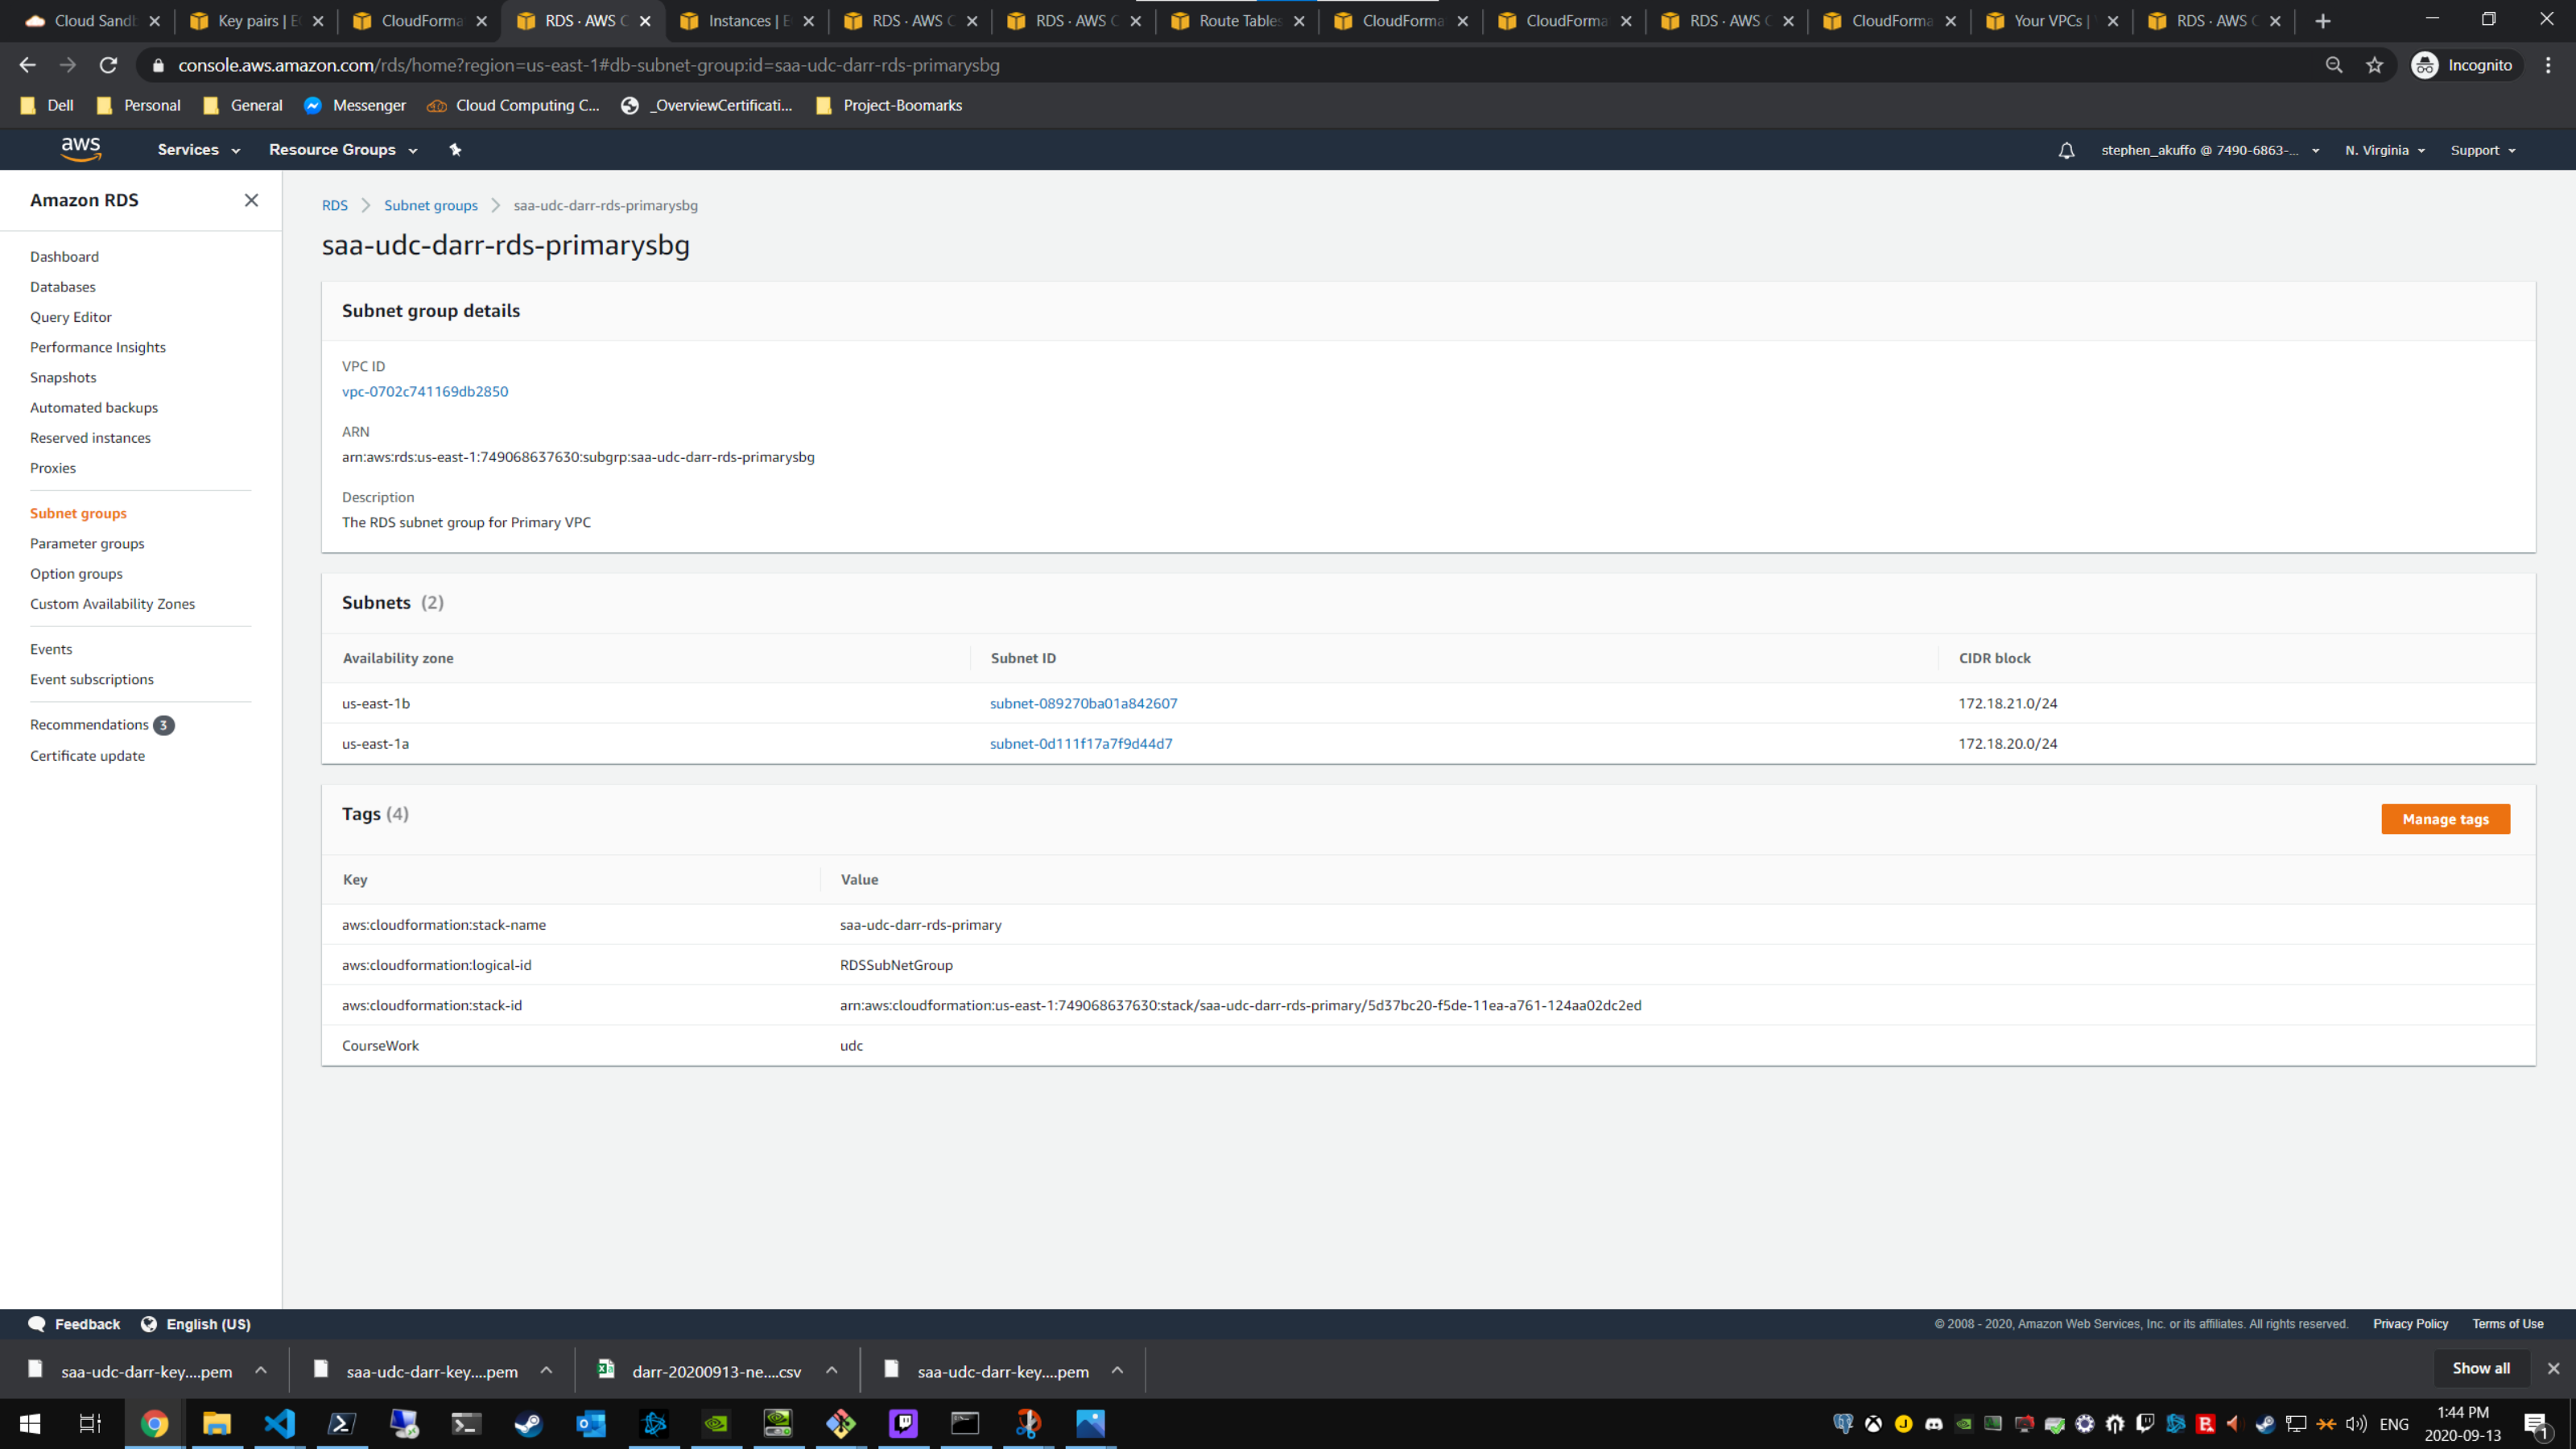 Cloud Sandb
Key pairs | E
CloudForma
RDS · AWS C
Instances | E
RDS · AWS C
RDS · AWS C
Route Tables
CloudForma
CloudForma
RDS · AWS C
CloudForma
Your VPCs |
RDS · AWS C
console.aws.amazon.com/rds/home?region=us-east-1#db-subnet-group:id=saa-udc-darr-rds-primarysbg
Incognito
Dell
Personal
General
Messenger
Cloud Computing C...
_OverviewCertificati...
Project-Boomarks
aws
Services
Resource Groups
stephen_akuffo @ 7490-6863-...
N. Virginia
Support
Amazon RDS
Dashboard
Databases
Query Editor
Performance Insights
Snapshots
Automated backups
Reserved instances
Proxies
Subnet groups
Parameter groups
Option groups
Custom Availability Zones
Events
Event subscriptions
Recommendations 3
Certificate update
RDS > Subnet groups > saa-udc-darr-rds-primarysbg
saa-udc-darr-rds-primarysbg
Subnet group details
VPC ID
vpc-0702c741169db2850
ARN
arn:aws:rds:us-east-1:749068637630:subgrp:saa-udc-darr-rds-primarysbg
Description
The RDS subnet group for Primary VPC
Subnets (2)
Availability zone Subnet ID CIDR block
us-east-1b subnet-089270ba01a842607 172.18.21.0/24
us-east-1a subnet-0d111f17a7f9d44d7 172.18.20.0/24
Tags (4)
Manage tags
Key Value
aws:cloudformation:stack-name saa-udc-darr-rds-primary
aws:cloudformation:logical-id RDSSubNetGroup
aws:cloudformation:stack-id arn:aws:cloudformation:us-east-1:749068637630:stack/saa-udc-darr-rds-primary/5d37bc20-f5de-11ea-a761-124aa02dc2ed
CourseWork udc
Feedback
English (US)
© 2008 - 2020, Amazon Web Services, Inc. or its affiliates. All rights reserved.
Privacy Policy
Terms of Use
saa-udc-darr-key....pem
saa-udc-darr-key....pem
darr-20200913-ne....csv
saa-udc-darr-key....pem
Show all
ENG
1:44 PM
2020-09-13
1